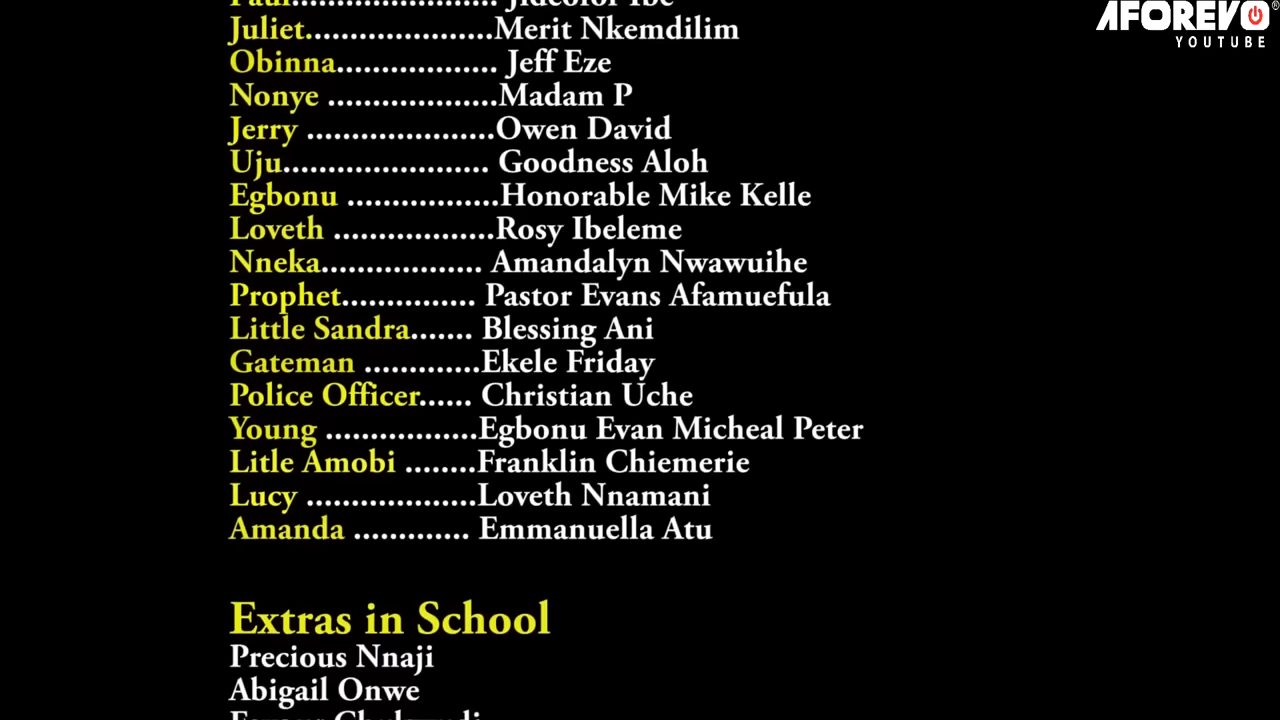 Paul...................... Jideofor Ibe
Juliet.....................Merit Nkemdilim
Obinna.................. Jeff Eze
Nonye ...................Madam P
Jerry .....................Owen David
Uju....................... Goodness Aloh
Egbonu .................Honorable Mike Kelle
Loveth ..................Rosy Ibeleme
Nneka.................. Amandalyn Nwawuihe
Prophet............... Pastor Evans Afamuefula
Little Sandra....... Blessing Ani
Gateman .............Ekele Friday
Police Officer...... Christian Uche
Young .................Egbonu Evan Micheal Peter
Litle Amobi ........Franklin Chiemerie
Lucy ...................Loveth Nnamani
Amanda ............. Emmanuella Atu
Extras in School
Precious Nnaji
Abigail Onwe
AFOREVO
YOUTUBE